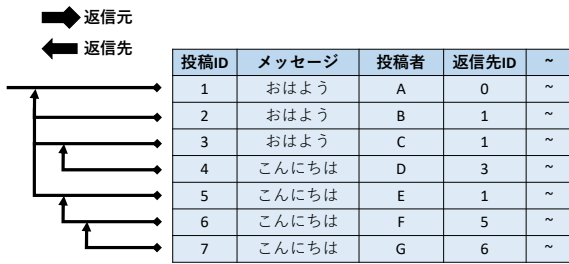 返信元
返信先
投稿ID メッセージ 投稿者 返信先ID ~
1 おはよう A 0 ~
2 おはよう B 1 ~
3 おはよう C 1 ~
4 こんにちは D 3 ~
5 こんにちは E 1 ~
6 こんにちは F 5 ~
7 こんにちは G 6 ~